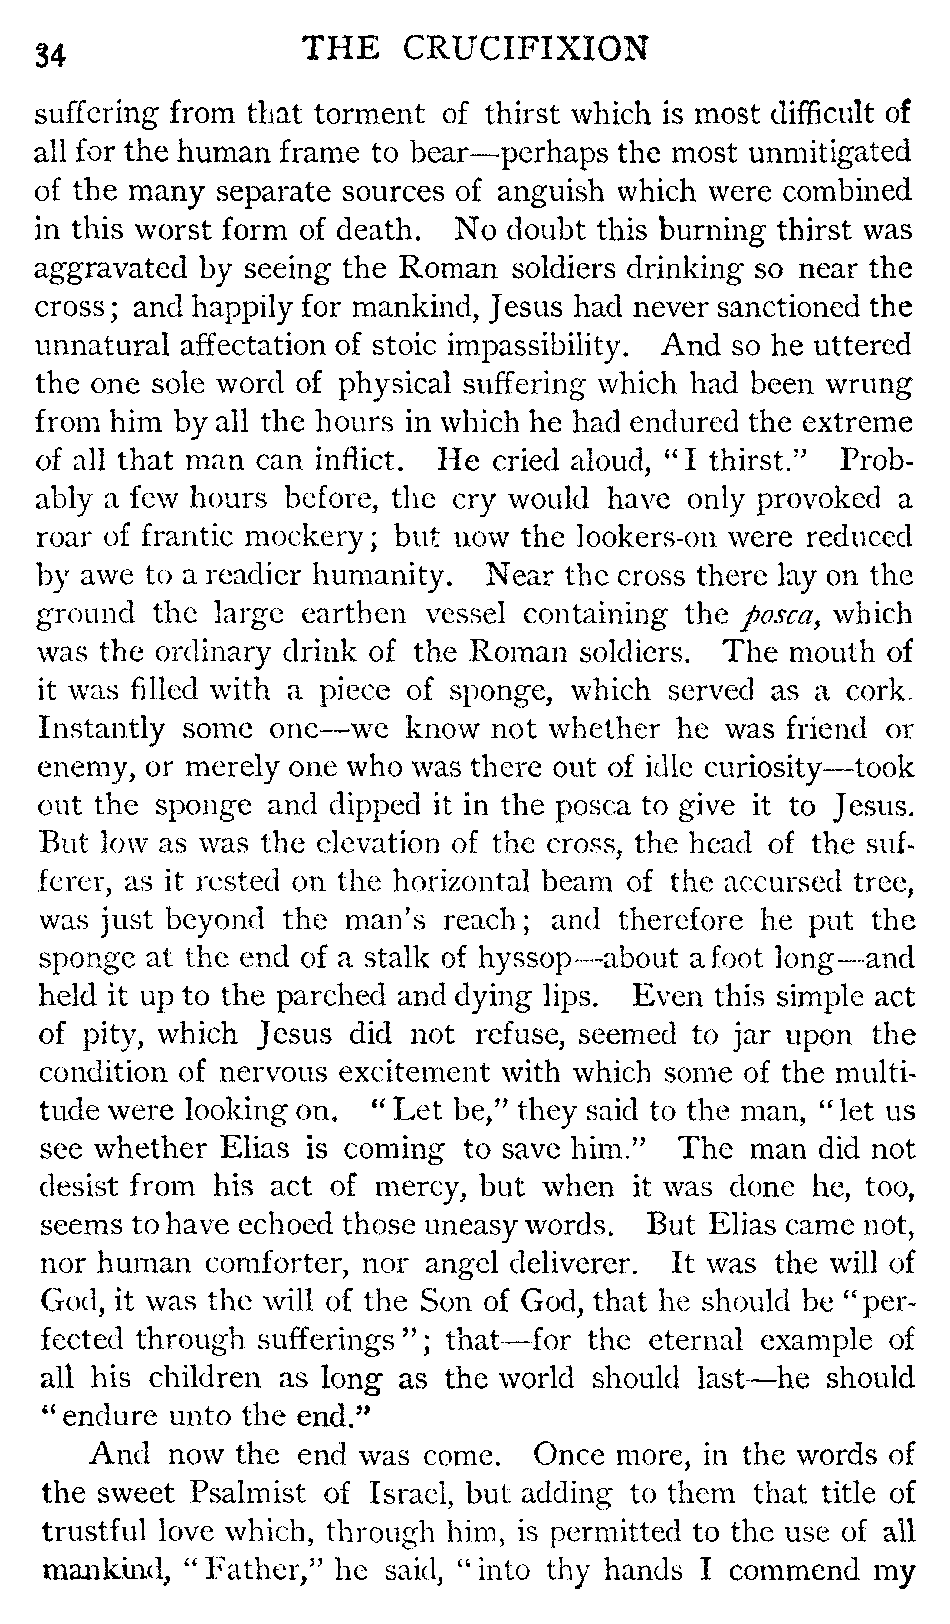 34 THE CRUCIFIXION
suffering from that torment of thirst which is most difficult of
all for the human frame to bear—perhaps the most unmitigated
of the many separate sources of anguish which were combined
in this worst form of death. No doubt this burning thirst was
aggravated by seeing the Roman soldiers drinking so near the
cross; and happily for mankind, Jesus had never sanctioned the
unnatural affectation of stoic impassibility. And so he uttered
the one sole word of physical suffering which had been wrung
from him by all the hours in which he had endured the extreme
of all that man can inflict. He cried aloud, "I thirst." Prob-
ably a few hours before, the cry would have only provoked a
roar of frantic mockery; but now the lookers-on were reduced
by awe to a readier humanity. Near the cross there lay on the
ground the large earthen vessel containing the posca, which
was the ordinary drink of the Roman soldiers. The mouth of
it was filled with a piece of sponge, which served as a cork.
Instantly some one—we know not whether he was friend or
enemy, or merely one who was there out of idle curiosity—took
out the sponge and dipped it in the posca to give it to Jesus.
But low as was the elevation of the cross, the head of the suf-
ferer, as it rested on the horizontal beam of the accursed tree,
was just beyond the man's reach; and therefore he put the
sponge at the end of a stalk of hyssop—about a foot long—and
held it up to the parched and dying lips. Even this simple act
of pity, which Jesus did not refuse, seemed to jar upon the
condition of nervous excitement with which some of the multi-
tude were looking on. "Let be," they said to the man, "let us
see whether Elias is coming to save him." The man did not
desist from his act of mercy, but when it was done he, too,
seems to have echoed those uneasy words. But Elias came not,
nor human comforter, nor angel deliverer. It was the will of
God, it was the will of the Son of God, that he should be "per-
fected through sufferings"; that—for the eternal example of
all his children as long as the world should last—he should
"endure unto the end."
And now the end was come. Once more, in the words of
the sweet Psalmist of Israel, but adding to them that title of
trustful love which, through him, is permitted to the use of all
mankind, "Father," he said, "into thy hands I commend my